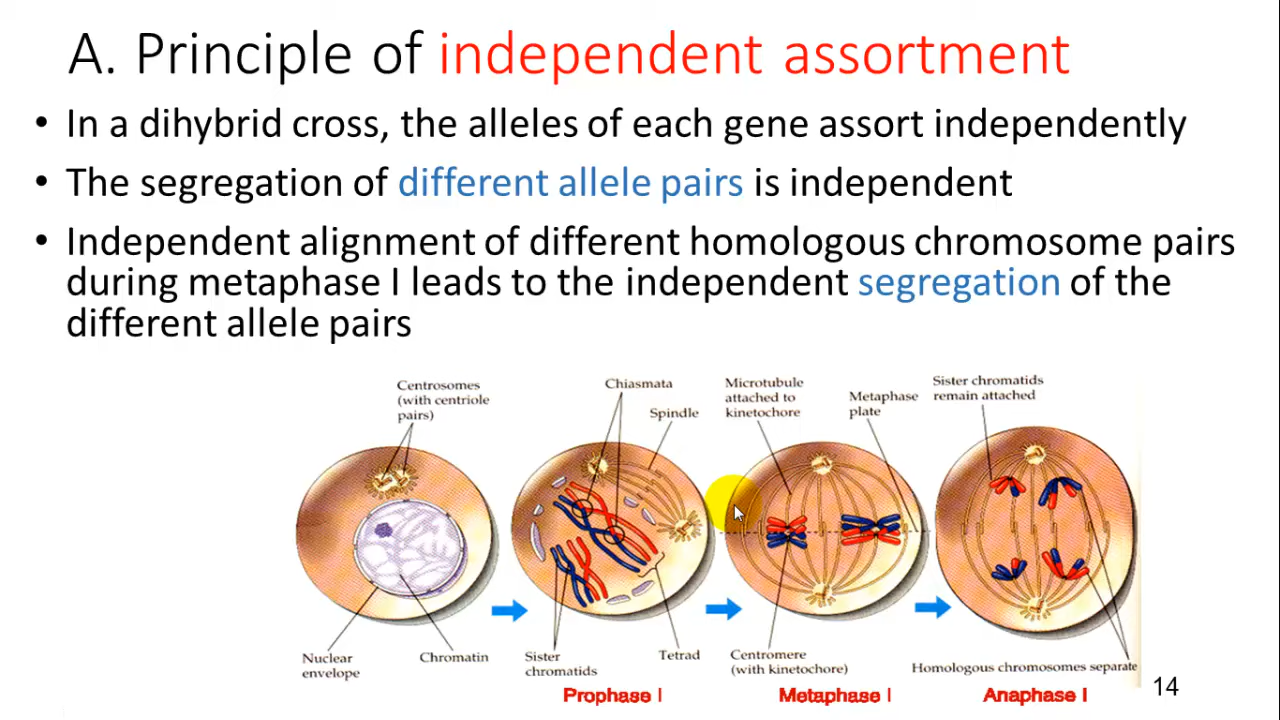 A. Principle of independent assortment
• In a dihybrid cross, the alleles of each gene assort independently
• The segregation of different allele pairs is independent
• Independent alignment of different homologous chromosome pairs
during metaphase I leads to the independent segregation of the
different allele pairs
Centrosomes
(with centriole
pairs)
Chiasmata
Spindle
Microtubule
attached to
kinetochore
Metaphase
plate
Sister chromatids
remain attached
Nuclear
envelope
Chromatin
Sister
chromatids
Tetrad
Centromere
(with kinetochore)
Homologous chromosomes separate
Prophase I
Metaphase I
Anaphase I
14